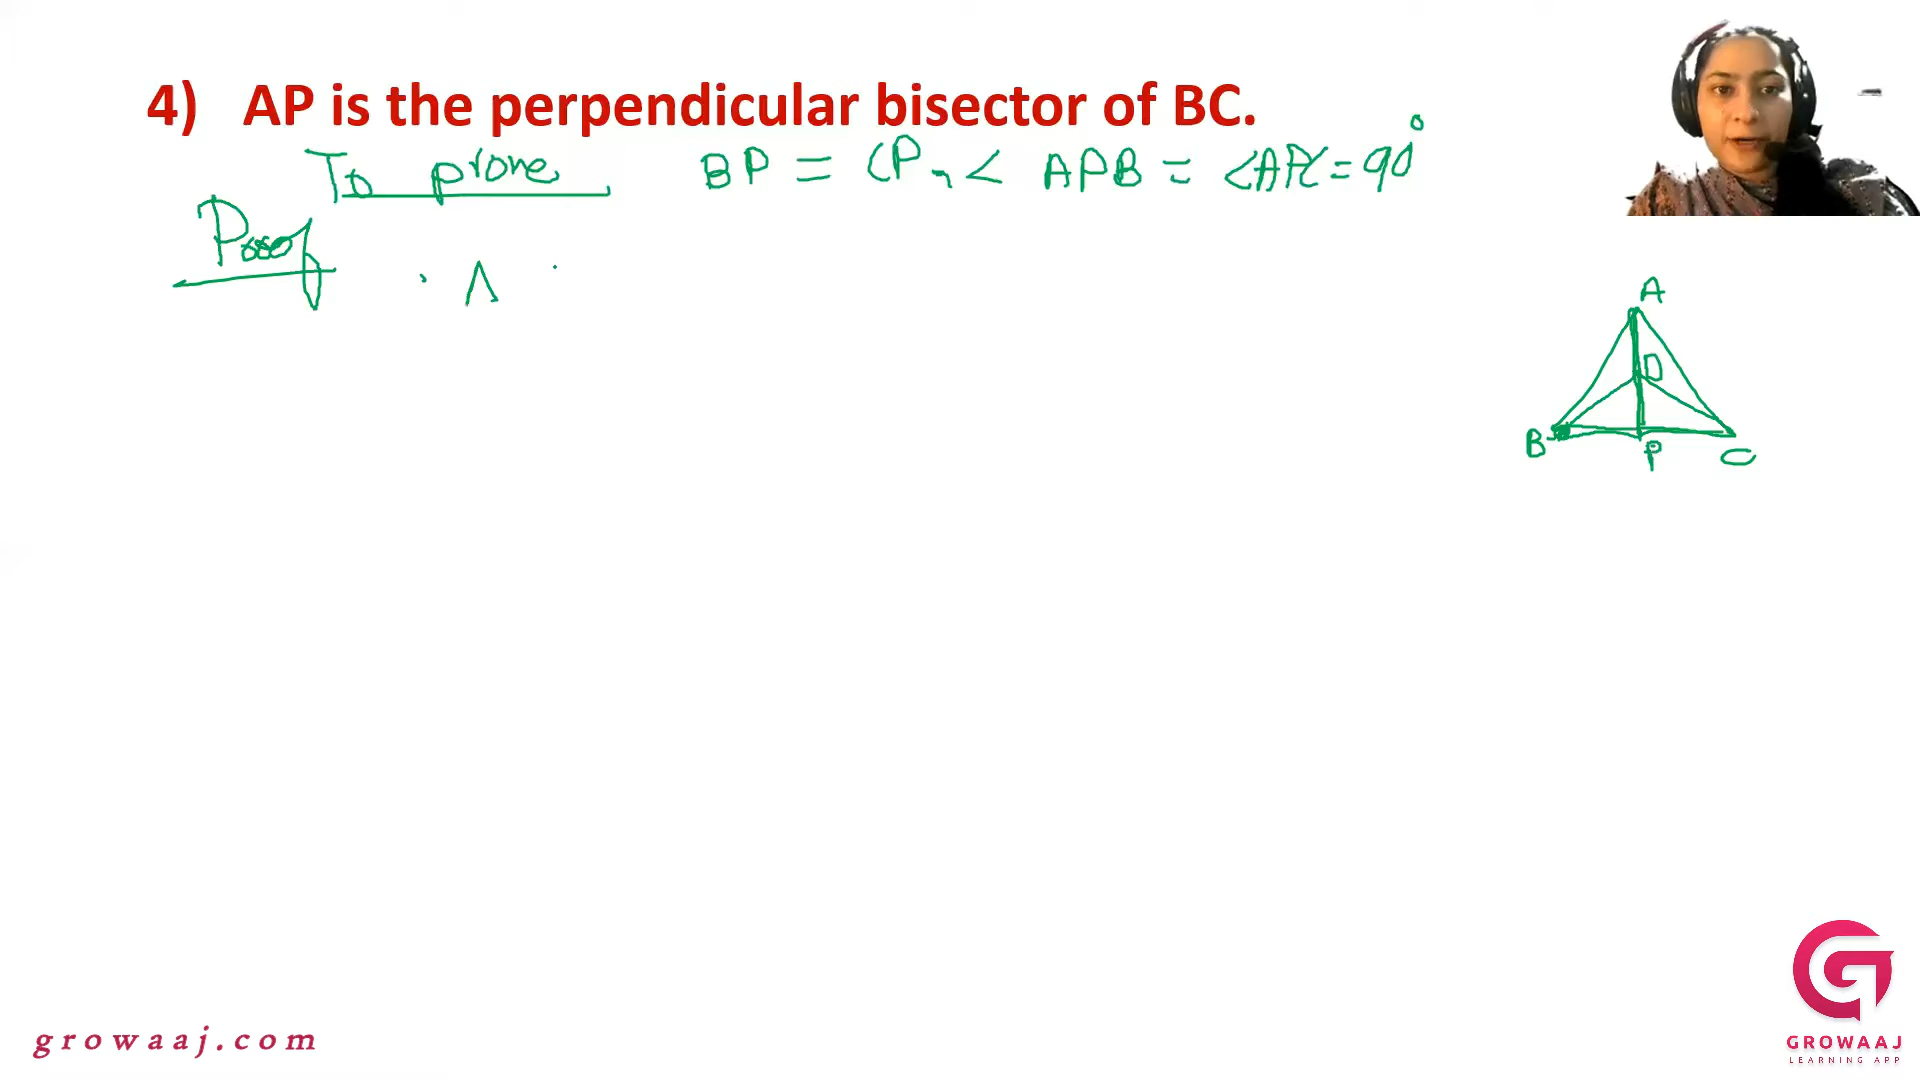 4) AP is the perpendicular bisector of BC.
To prove BP = CP, < APB = <APC = 90°
Proof
A
A
D
B P C
growaaj.com
GROWAAJ
LEARNING APP